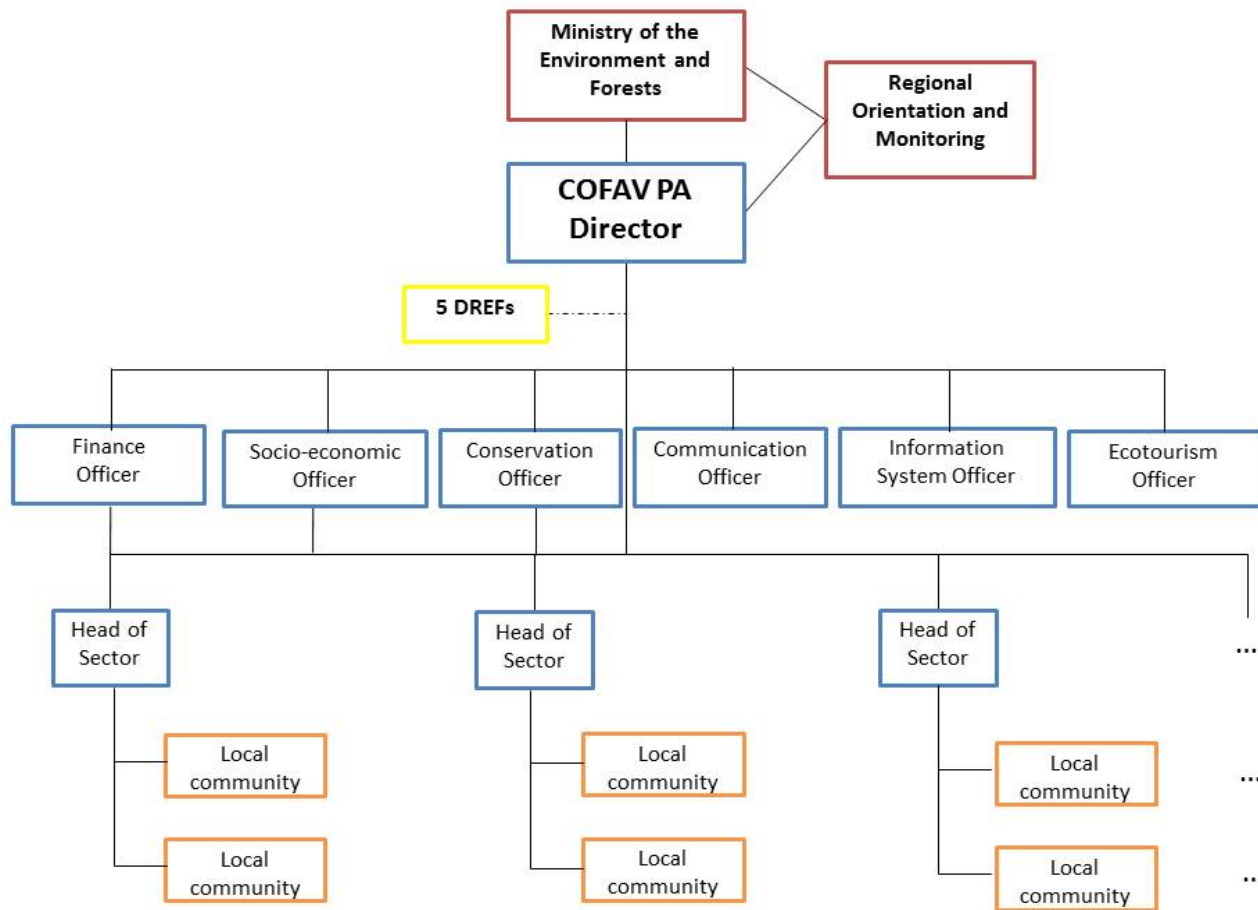 Ministry of the
Environment and
Forests
Regional
Orientation and
Monitoring
COFAV PA
Director
5 DREFs
Finance
Officer
Socio-economic
Officer
Conservation
Officer
Communication
Officer
Information
System Officer
Ecotourism
Officer
Head of
Sector
Head of
Sector
Head of
Sector
...
Local
community
Local
community
Local
community
...
Local
community
Local
community
Local
community
..